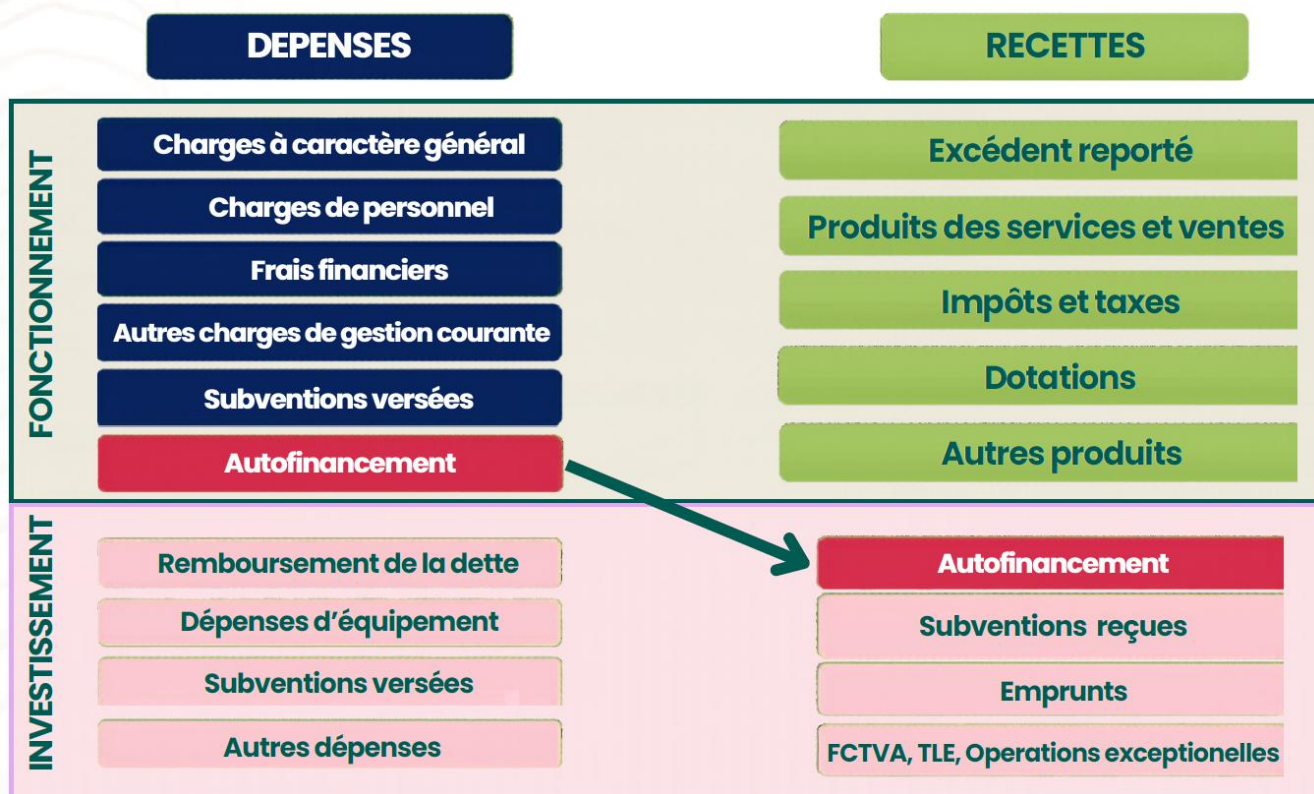 DEPENSES
RECETTES
FONCTIONNEMENT
Charges à caractère général
Charges de personnel
Frais financiers
Autres charges de gestion courante
Subventions versées
Autofinancement
Excédent reporté
Produits des services et ventes
Impôts et taxes
Dotations
Autres produits
INVESTISSEMENT
Remboursement de la dette
Dépenses d'équipement
Subventions versées
Autres dépenses
Autofinancement
Subventions reçues
Emprunts
FCTVA, TLE, Operations exceptionelles